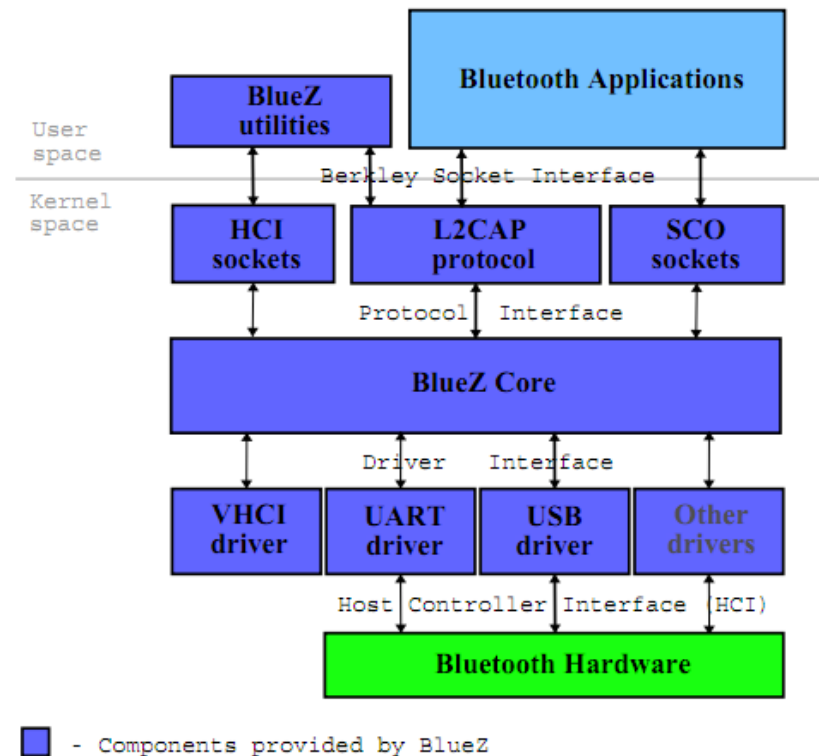 Bluetooth Applications
BlueZ
utilities
User
space
Berkley Socket Interface
Kernel
space
HCI
sockets
L2CAP
protocol
SCO
sockets
Protocol Interface
BlueZ Core
Driver Interface
VHCI
driver
UART
driver
USB
driver
Other
drivers
Host Controller Interface (HCI)
Bluetooth Hardware
- Components provided by BlueZ